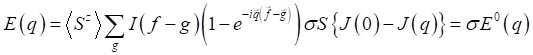 E(q) = ⟨S^z⟩ ∑_g I(f − g)(1 − e^{−iq⃗(f⃗−g⃗)}) σS{J(0) − J(q)} = σE^0(q)